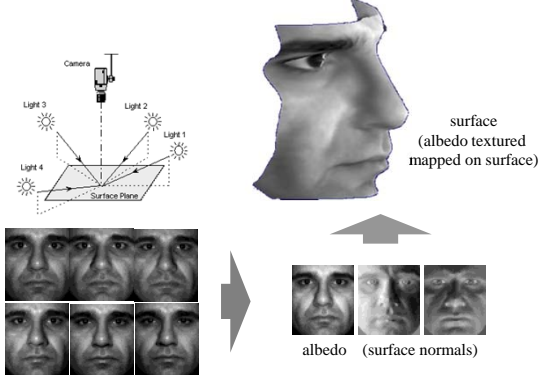 Camera
Light 3
Light 2
Light 1
Light 4
Surface Plane
surface
(albedo textured
mapped on surface)
albedo (surface normals)